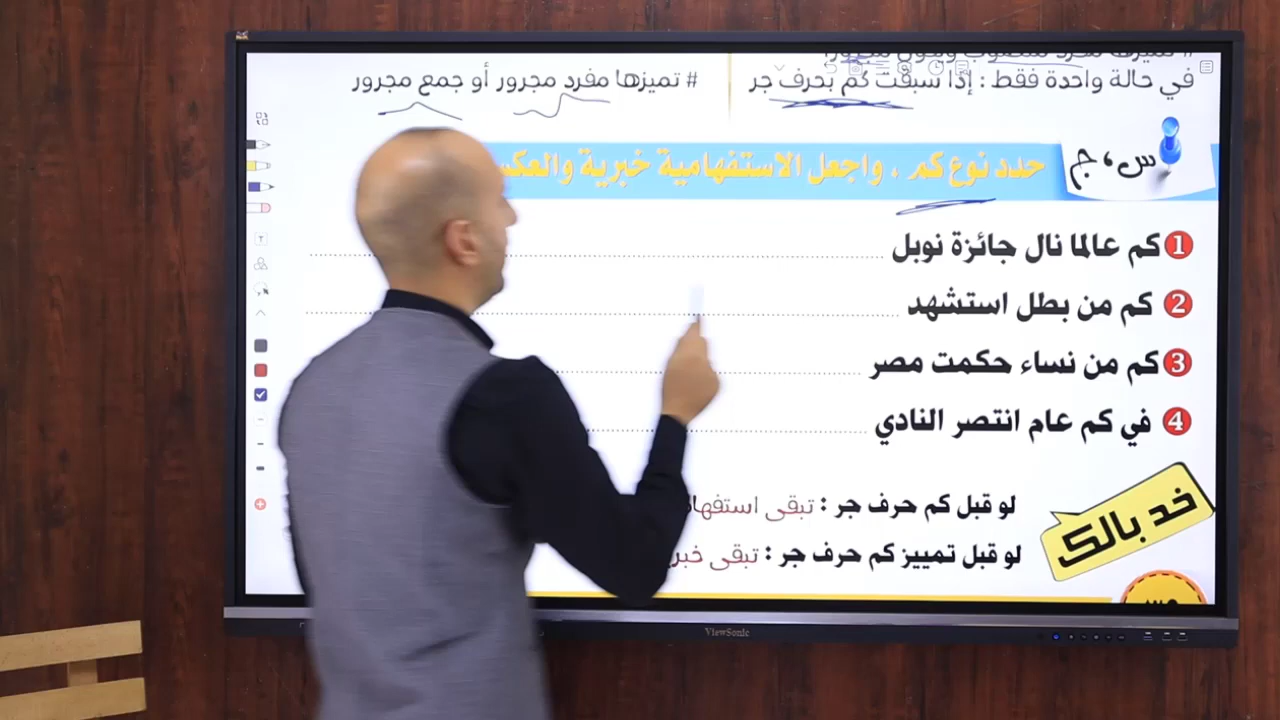 في حالة واحدة فقط : إذا سبقت كم بحرف جر
# تميزها مفرد مجرور أو جمع مجرور
س، ج
حدد نوع كم ، واجعل الاستفهامية خبرية والعكس
1 كم عالما نال جائزة نوبل
2 كم من بطل استشهد
3 كم من نساء حكمت مصر
4 في كم عام انتصر النادي
خد بالك
لو قبل كم حرف جر : تبقى
لو قبل تمييز كم حرف جر : تبقى
ViewSonic